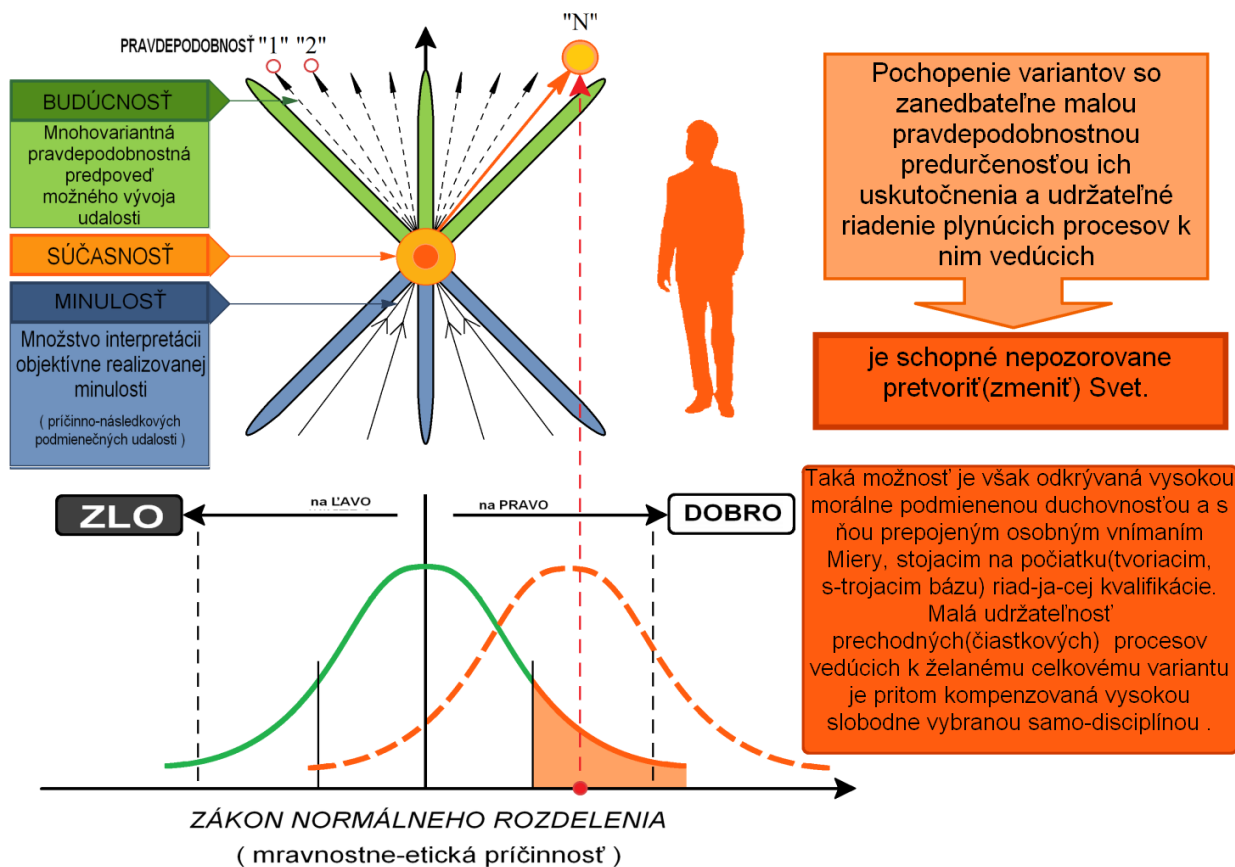 PRAVDEPODOBNOSŤ "1" "2"
"N"
BUDÚCNOSŤ
Mnohovariantná
pravdepodobnostná
predpoveď
možného vývoja
udalosti
SÚČASNOSŤ
MINULOSŤ
Množstvo interpretácii
objektívne realizovanej
minulosti
( príčinno-následkových
podmienečných udalosti )
Pochopenie variantov so
zanedbateľne malou
pravdepodobnostnou
predurčenosťou ich
uskutočnenia a udržateľné
riadenie plynúcich procesov k
nim vedúcich
je schopné nepozorovane
pretvoriť(zmeniť) Svet.
Taká možnosť je však odkrývaná vysokou
morálne podmienenou duchovnosťou a s
ňou prepojeným osobným vnímaním
Miery, stojacim na počiatku(tvoriacim,
s-trojacim bázu) riad-ja-cej kvalifikácie.
Malá udržateľnosť
prechodných(čiastkových) procesov
vedúcich k želanému celkovému variantu
je pritom kompenzovaná vysokou
slobodne vybranou samo-disciplínou .
ZLO
na ĽAVO
na PRAVO
DOBRO
ZÁKON NORMÁLNEHO ROZDELENIA
( mravnostne-etická príčinnosť )